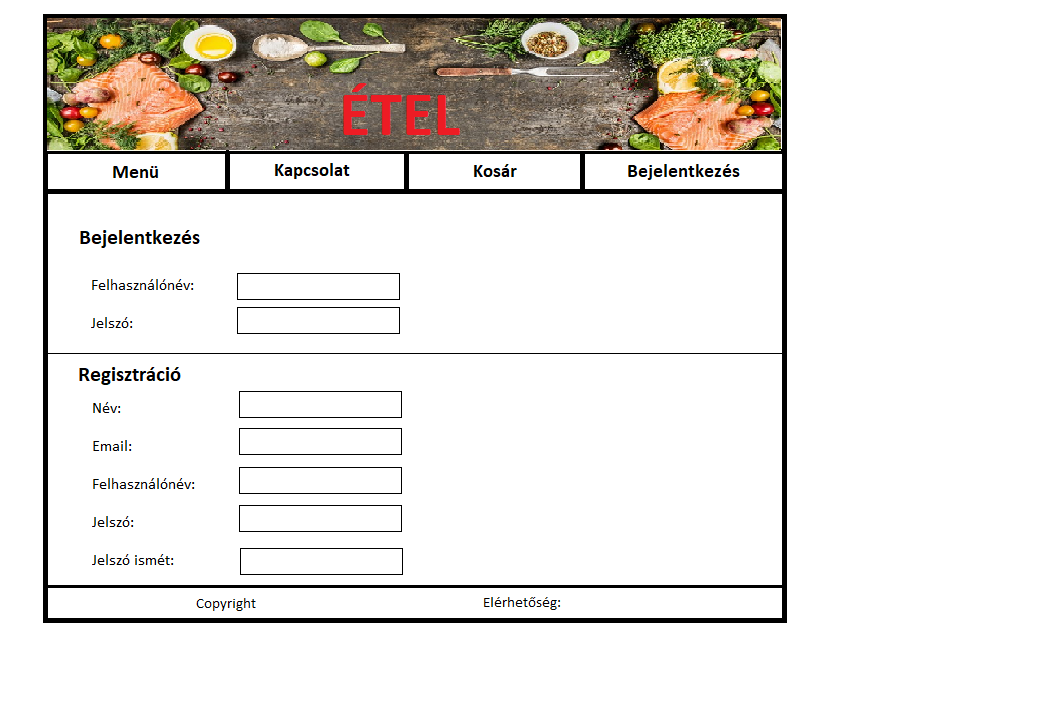 ÉTEL
Menü Kapcsolat Kosár Bejelentkezés
Bejelentkezés
Felhasználónév:
Jelszó:
Regisztráció
Név:
Email:
Felhasználónév:
Jelszó:
Jelszó ismét:
Copyright Elérhetőség: